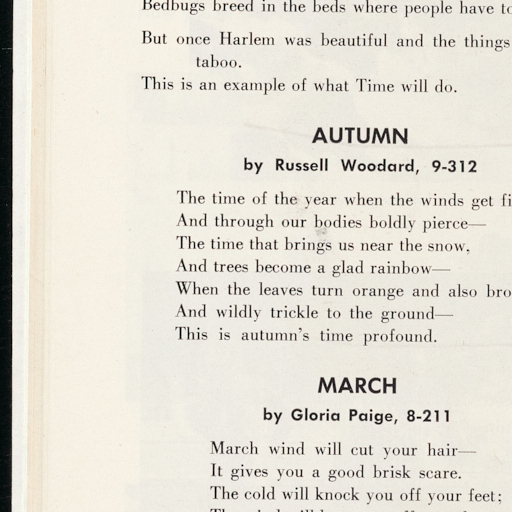 Bedbugs breed in the beds where people have to
But once Harlem was beautiful and the things
taboo.
This is an example of what Time will do.
AUTUMN
by Russell Woodard, 9-312
The time of the year when the winds get fi
And through our bodies boldly pierce—
The time that brings us near the snow,
And trees become a glad rainbow—
When the leaves turn orange and also bro
And wildly trickle to the ground—
This is autumn's time profound.
MARCH
by Gloria Paige, 8-211
March wind will cut your hair—
It gives you a good brisk scare.
The cold will knock you off your feet;